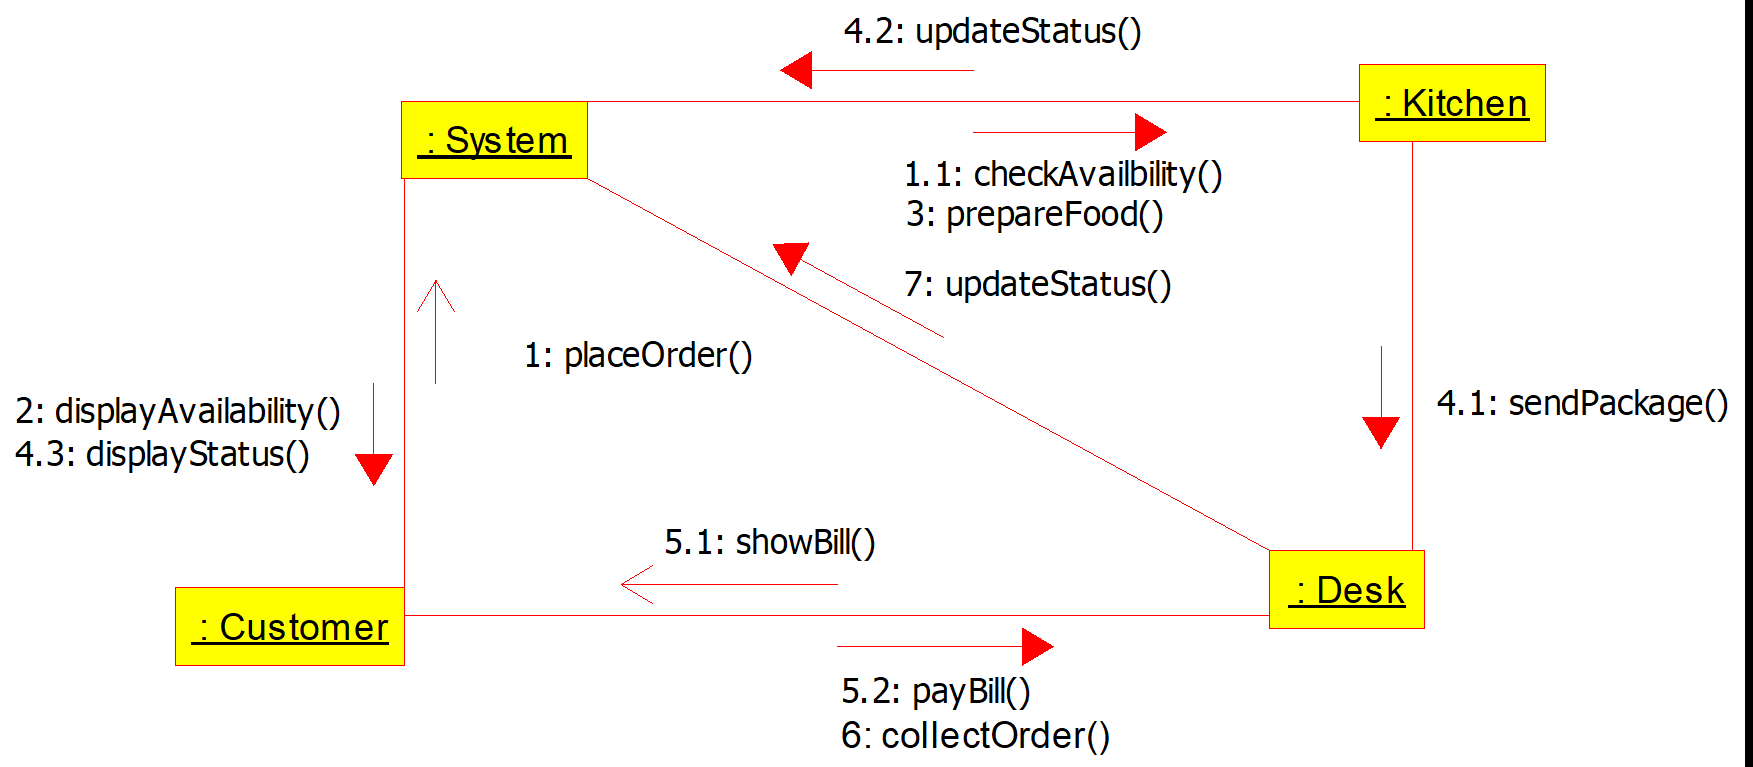 4.2: updateStatus()
: Kitchen
: System
1.1: checkAvailbility()
3: prepareFood()
7: updateStatus()
1: placeOrder()
2: displayAvailability()
4.3: displayStatus()
4.1: sendPackage()
5.1: showBill()
: Desk
: Customer
5.2: payBill()
6: collectOrder()